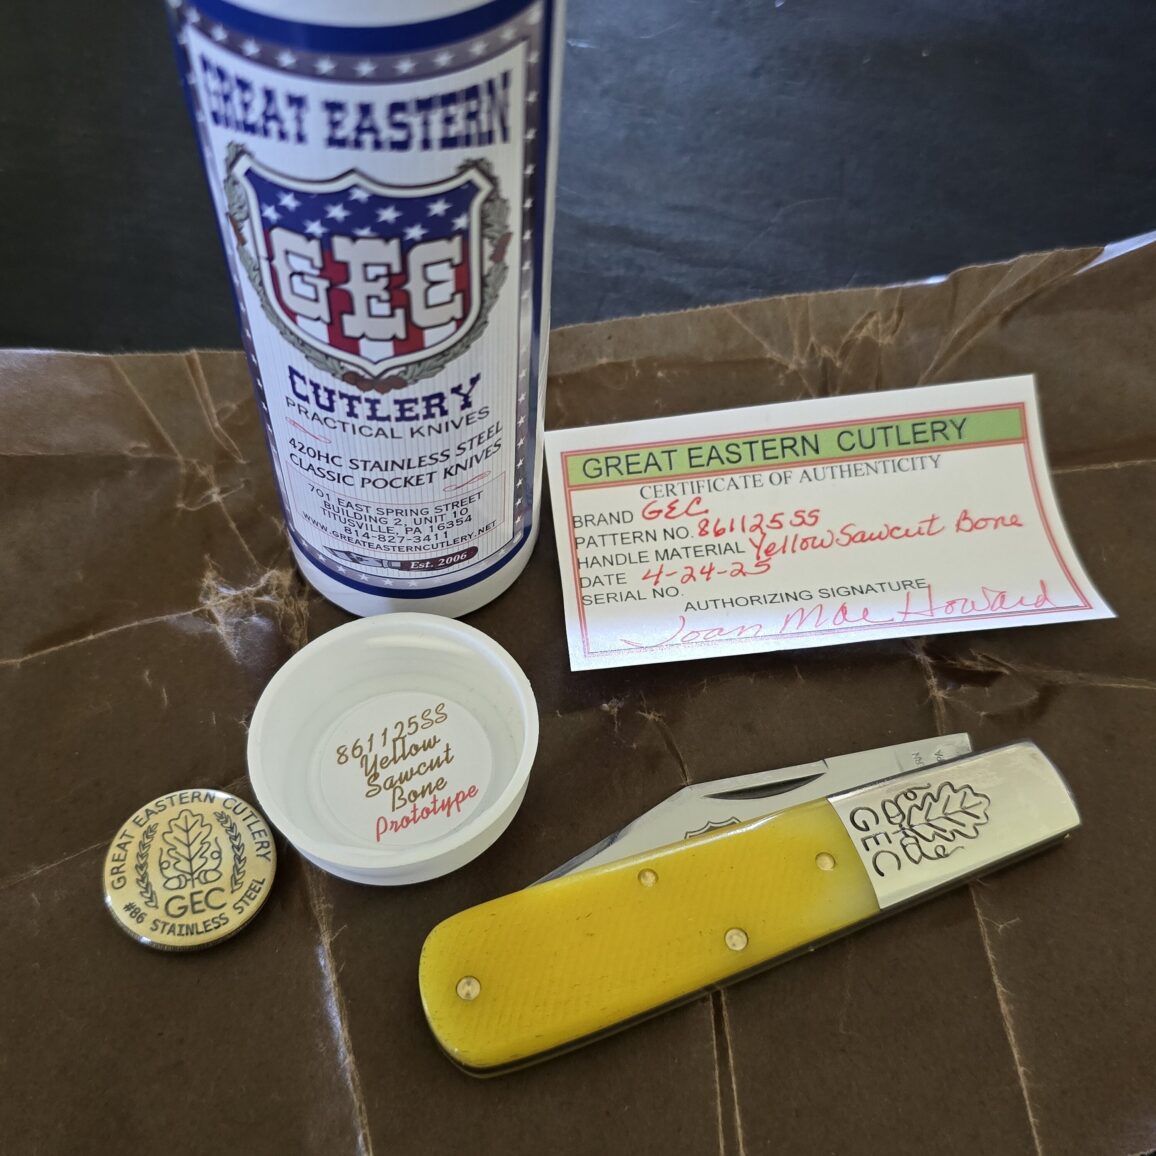 GREAT EASTERN
GEC
CUTLERY
PRACTICAL KNIVES
420HC STAINLESS STEEL
CLASSIC POCKET KNIVES
701 EAST SPRING STREET
BUILDING 2, UNIT 10
TITUSVILLE, PA 16354
814-827-3411
WWW.GREATEASTERNCUTLERY.NET
Est. 2006
GREAT EASTERN CUTLERY
CERTIFICATE OF AUTHENTICITY
BRAND GEC
PATTERN NO. 861125SS
HANDLE MATERIAL Yellow Sawcut Bone
DATE 4-24-25
SERIAL NO.
AUTHORIZING SIGNATURE
Joan Mae Howard
861125SS
Yellow
Sawcut
Bone
Prototype
GREAT EASTERN CUTLERY
GEC
#86 STAINLESS STEEL
GEC